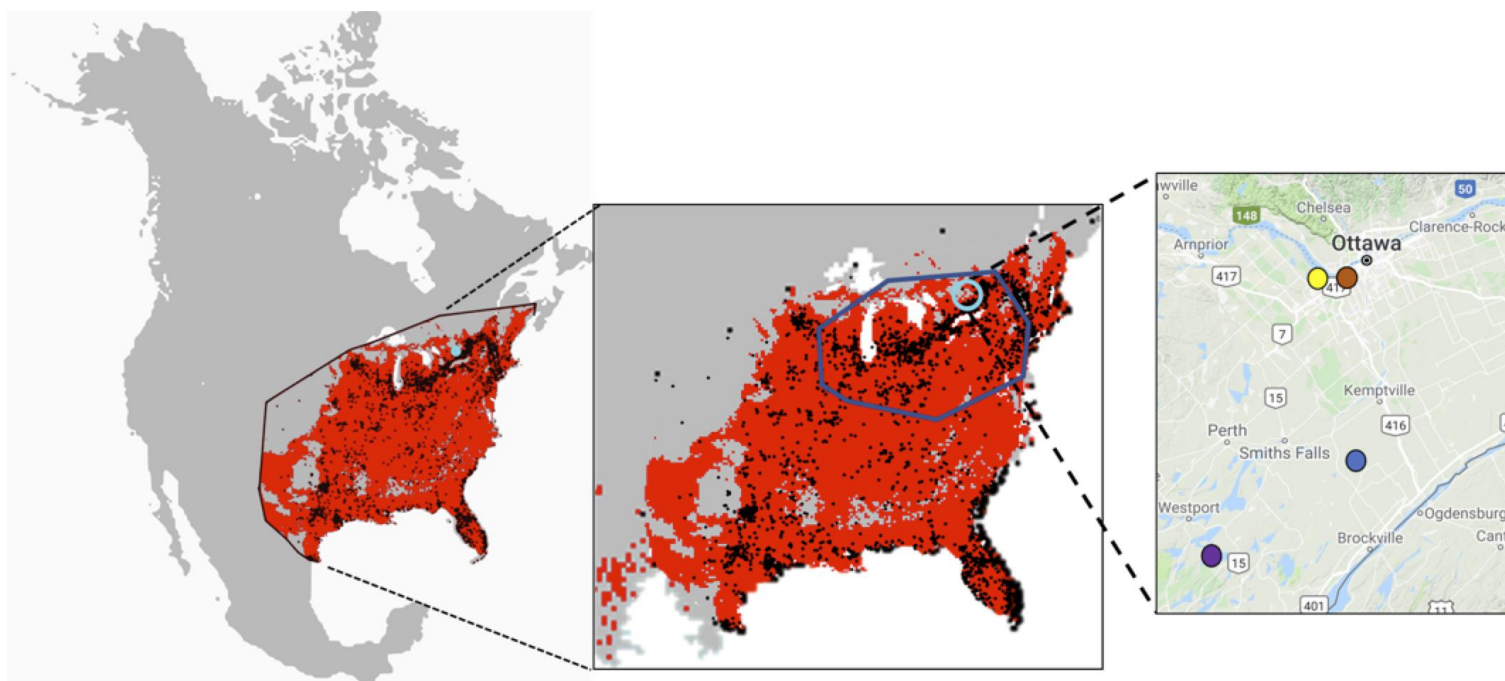 wville
50
Chelsea
148
Clarence-Rock
Ottawa
Arnprior
417
417
7
Kemptville
15
416
Perth
Smiths Falls
Westport
Ogdensburg
Brockville
Cant
15
401
11